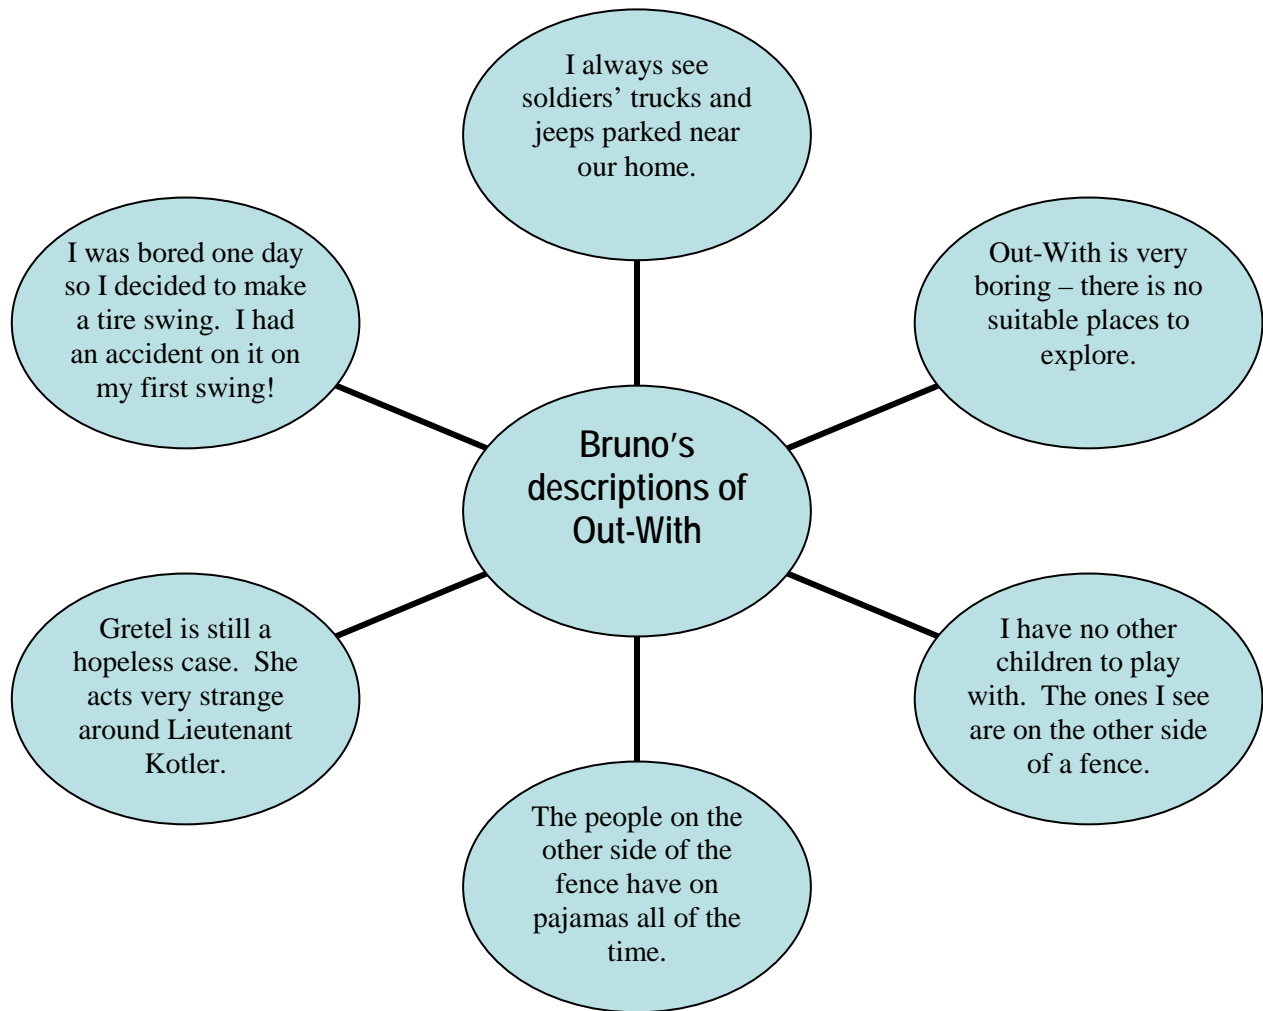 I always see
soldiers’ trucks and
jeeps parked near
our home.
I was bored one day
so I decided to make
a tire swing.  I had
an accident on it on
my first swing!
Out-With is very
boring – there is no
suitable places to
explore.
Bruno’s
descriptions of
Out-With
Gretel is still a
hopeless case.  She
acts very strange
around Lieutenant
Kotler.
I have no other
children to play
with.  The ones I see
are on the other side
of a fence.
The people on the
other side of the
fence have on
pajamas all of the
time.